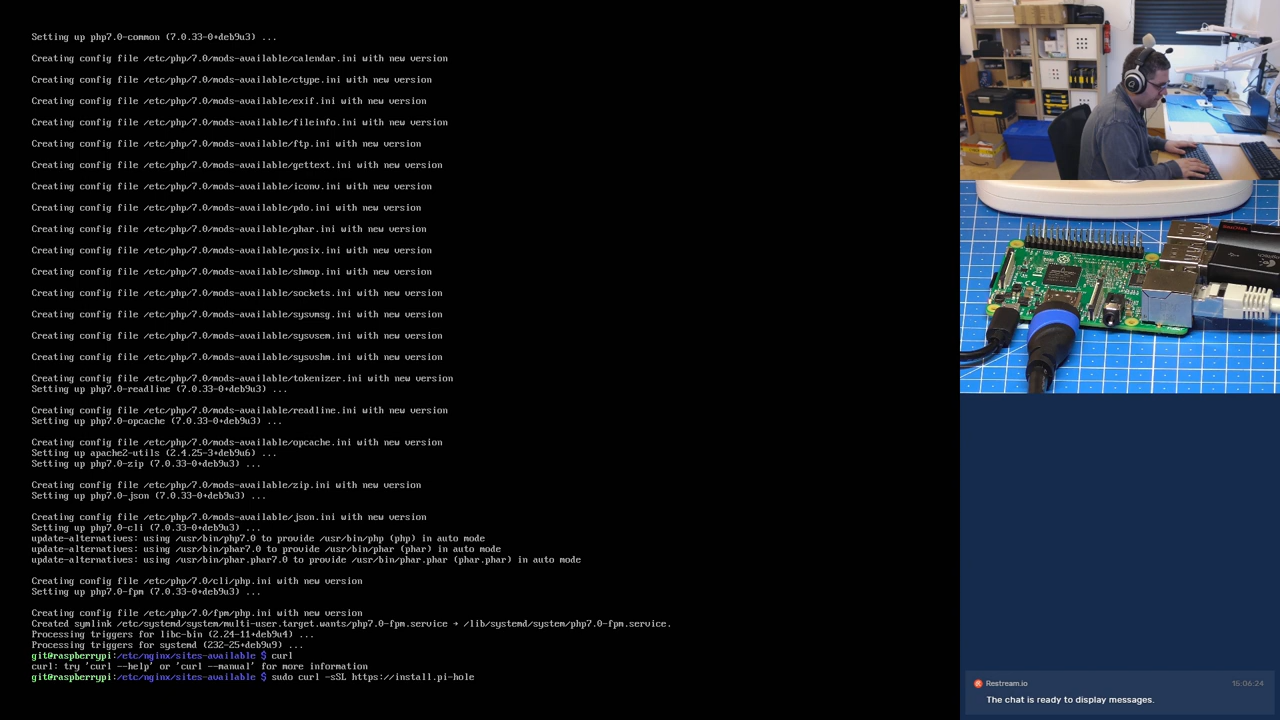 Setting up php7.0-common (7.0.33-0+deb9u3) ...
Creating config file /etc/php/7.0/mods-available/calendar.ini with new version
Creating config file /etc/php/7.0/mods-available/ctype.ini with new version
Creating config file /etc/php/7.0/mods-available/exif.ini with new version
Creating config file /etc/php/7.0/mods-available/fileinfo.ini with new version
Creating config file /etc/php/7.0/mods-available/ftp.ini with new version
Creating config file /etc/php/7.0/mods-available/gettext.ini with new version
Creating config file /etc/php/7.0/mods-available/iconv.ini with new version
Creating config file /etc/php/7.0/mods-available/pdo.ini with new version
Creating config file /etc/php/7.0/mods-available/phar.ini with new version
Creating config file /etc/php/7.0/mods-available/posix.ini with new version
Creating config file /etc/php/7.0/mods-available/shmop.ini with new version
Creating config file /etc/php/7.0/mods-available/sockets.ini with new version
Creating config file /etc/php/7.0/mods-available/sysvmsg.ini with new version
Creating config file /etc/php/7.0/mods-available/sysvsem.ini with new version
Creating config file /etc/php/7.0/mods-available/sysvshm.ini with new version
Creating config file /etc/php/7.0/mods-available/tokenizer.ini with new version
Setting up php7.0-readline (7.0.33-0+deb9u3) ...
Creating config file /etc/php/7.0/mods-available/readline.ini with new version
Setting up php7.0-opcache (7.0.33-0+deb9u3) ...
Creating config file /etc/php/7.0/mods-available/opcache.ini with new version
Setting up apache2-utils (2.4.25-3+deb9u6) ...
Setting up php7.0-zip (7.0.33-0+deb9u3) ...
Creating config file /etc/php/7.0/mods-available/zip.ini with new version
Setting up php7.0-json (7.0.33-0+deb9u3) ...
Creating config file /etc/php/7.0/mods-available/json.ini with new version
Setting up php7.0-cli (7.0.33-0+deb9u3) ...
update-alternatives: using /usr/bin/php7.0 to provide /usr/bin/php (php) in auto mode
update-alternatives: using /usr/bin/phar7.0 to provide /usr/bin/phar (phar) in auto mode
update-alternatives: using /usr/bin/phar.phar7.0 to provide /usr/bin/phar.phar (phar.phar) in auto mode
Creating config file /etc/php/7.0/cli/php.ini with new version
Setting up php7.0-fpm (7.0.33-0+deb9u3) ...
Creating config file /etc/php/7.0/fpm/php.ini with new version
Created symlink /etc/systemd/system/multi-user.target.wants/php7.0-fpm.service → /lib/systemd/system/php7.0-fpm.service.
Processing triggers for libc-bin (2.24-11+deb9u4) ...
Processing triggers for systemd (232-25+deb9u9) ...
git@raspberrypi:/etc/nginx/sites-available $ curl
curl: try 'curl --help' or 'curl --manual' for more information
git@raspberrypi:/etc/nginx/sites-available $ sudo curl -sSL https://install.pi-hole
Restream.io
15:06:24
The chat is ready to display messages.